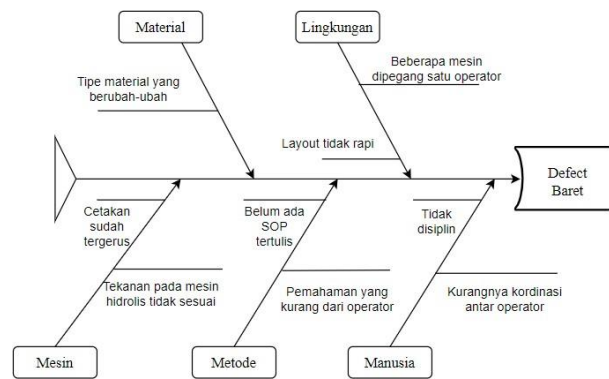 Material
Lingkungan
Beberapa mesin
dipegang satu operator
Tipe material yang
berubah-ubah
Layout tidak rapi
Defect
Baret
Cetakan
sudah
tergerus
Belum ada
SOP
tertulis
Tidak
disiplin
Tekanan pada mesin
hidrolis tidak sesuai
Pemahaman yang
kurang dari operator
Kurangnya kordinasi
antar operator
Mesin
Metode
Manusia